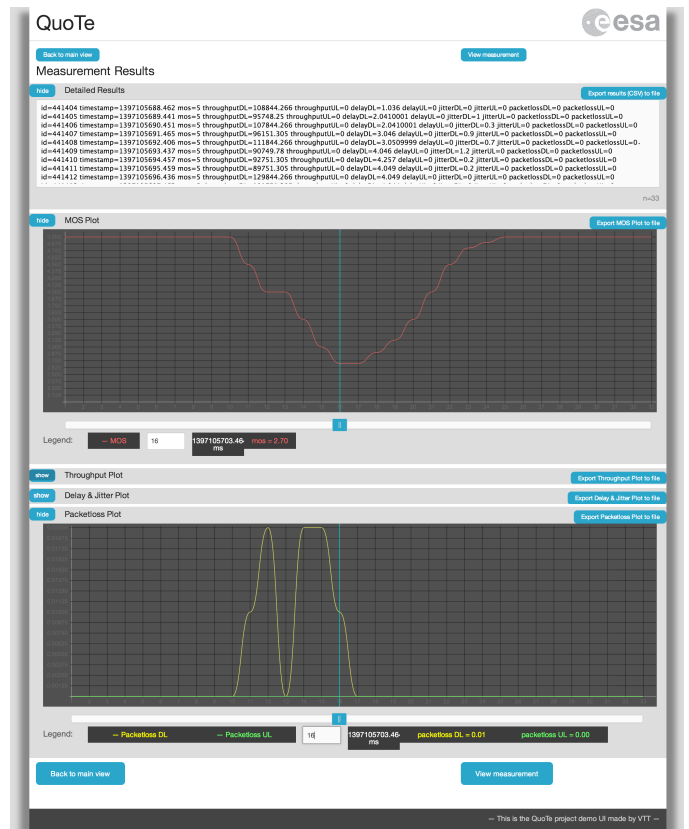 QuoTe
esa
Back to main view
View measurement
Measurement Results
hide
Detailed Results
Export results (CSV) to file
id=441404 timestamp=1397105688.462 mos=5 throughputDL=108844.266 throughputUL=0 delayDL=1.036 delayUL=0 jitterDL=0 jitterUL=0 packetlossDL=0 packetlossUL=0
id=441405 timestamp=1397105689.441 mos=5 throughputDL=95748.25 throughputUL=0 delayDL=2.0410001 delayUL=0 jitterDL=1 jitterUL=0 packetlossDL=0 packetlossUL=0
id=441406 timestamp=1397105690.451 mos=5 throughputDL=107844.266 throughputUL=0 delayDL=2.0410001 delayUL=0 jitterDL=0.3 jitterUL=0 packetlossDL=0 packetlossUL=0
id=441407 timestamp=1397105691.465 mos=5 throughputDL=96151.305 throughputUL=0 delayDL=3.046 delayUL=0 jitterDL=0.9 jitterUL=0 packetlossDL=0 packetlossUL=0
id=441408 timestamp=1397105692.406 mos=5 throughputDL=111844.266 throughputUL=0 delayDL=3.0509999 delayUL=0 jitterDL=0.7 jitterUL=0 packetlossDL=0 packetlossUL=0-
id=441409 timestamp=1397105693.437 mos=5 throughputDL=90749.78 throughputUL=0 delayDL=4.046 delayUL=0 jitterDL=1.2 jitterUL=0 packetlossDL=0 packetlossUL=0
id=441410 timestamp=1397105694.457 mos=5 throughputDL=92751.305 throughputUL=0 delayDL=4.257 delayUL=0 jitterDL=0.2 jitterUL=0 packetlossDL=0 packetlossUL=0
id=441411 timestamp=1397105695.459 mos=5 throughputDL=89751.305 throughputUL=0 delayDL=4.049 delayUL=0 jitterDL=0.2 jitterUL=0 packetlossDL=0 packetlossUL=0
id=441412 timestamp=1397105696.436 mos=5 throughputDL=129844.266 throughputUL=0 delayDL=4.049 delayUL=0 jitterDL=0 jitterUL=0 packetlossDL=0 packetlossUL=0
n=33
hide
MOS Plot
Export MOS Plot to file
Legend:
— MOS
16
1397105703.46
ms
mos = 2.70
show
Throughput Plot
Export Throughput Plot to file
show
Delay & Jitter Plot
Export Delay & Jitter Plot to file
hide
Packetloss Plot
Export Packetloss Plot to file
Legend:
— Packetloss DL
— Packetloss UL
16
1397105703.46
ms
packetloss DL = 0.01
packetloss UL = 0.00
Back to main view
View measurement
— This is the QuoTe project demo UI made by VTT —